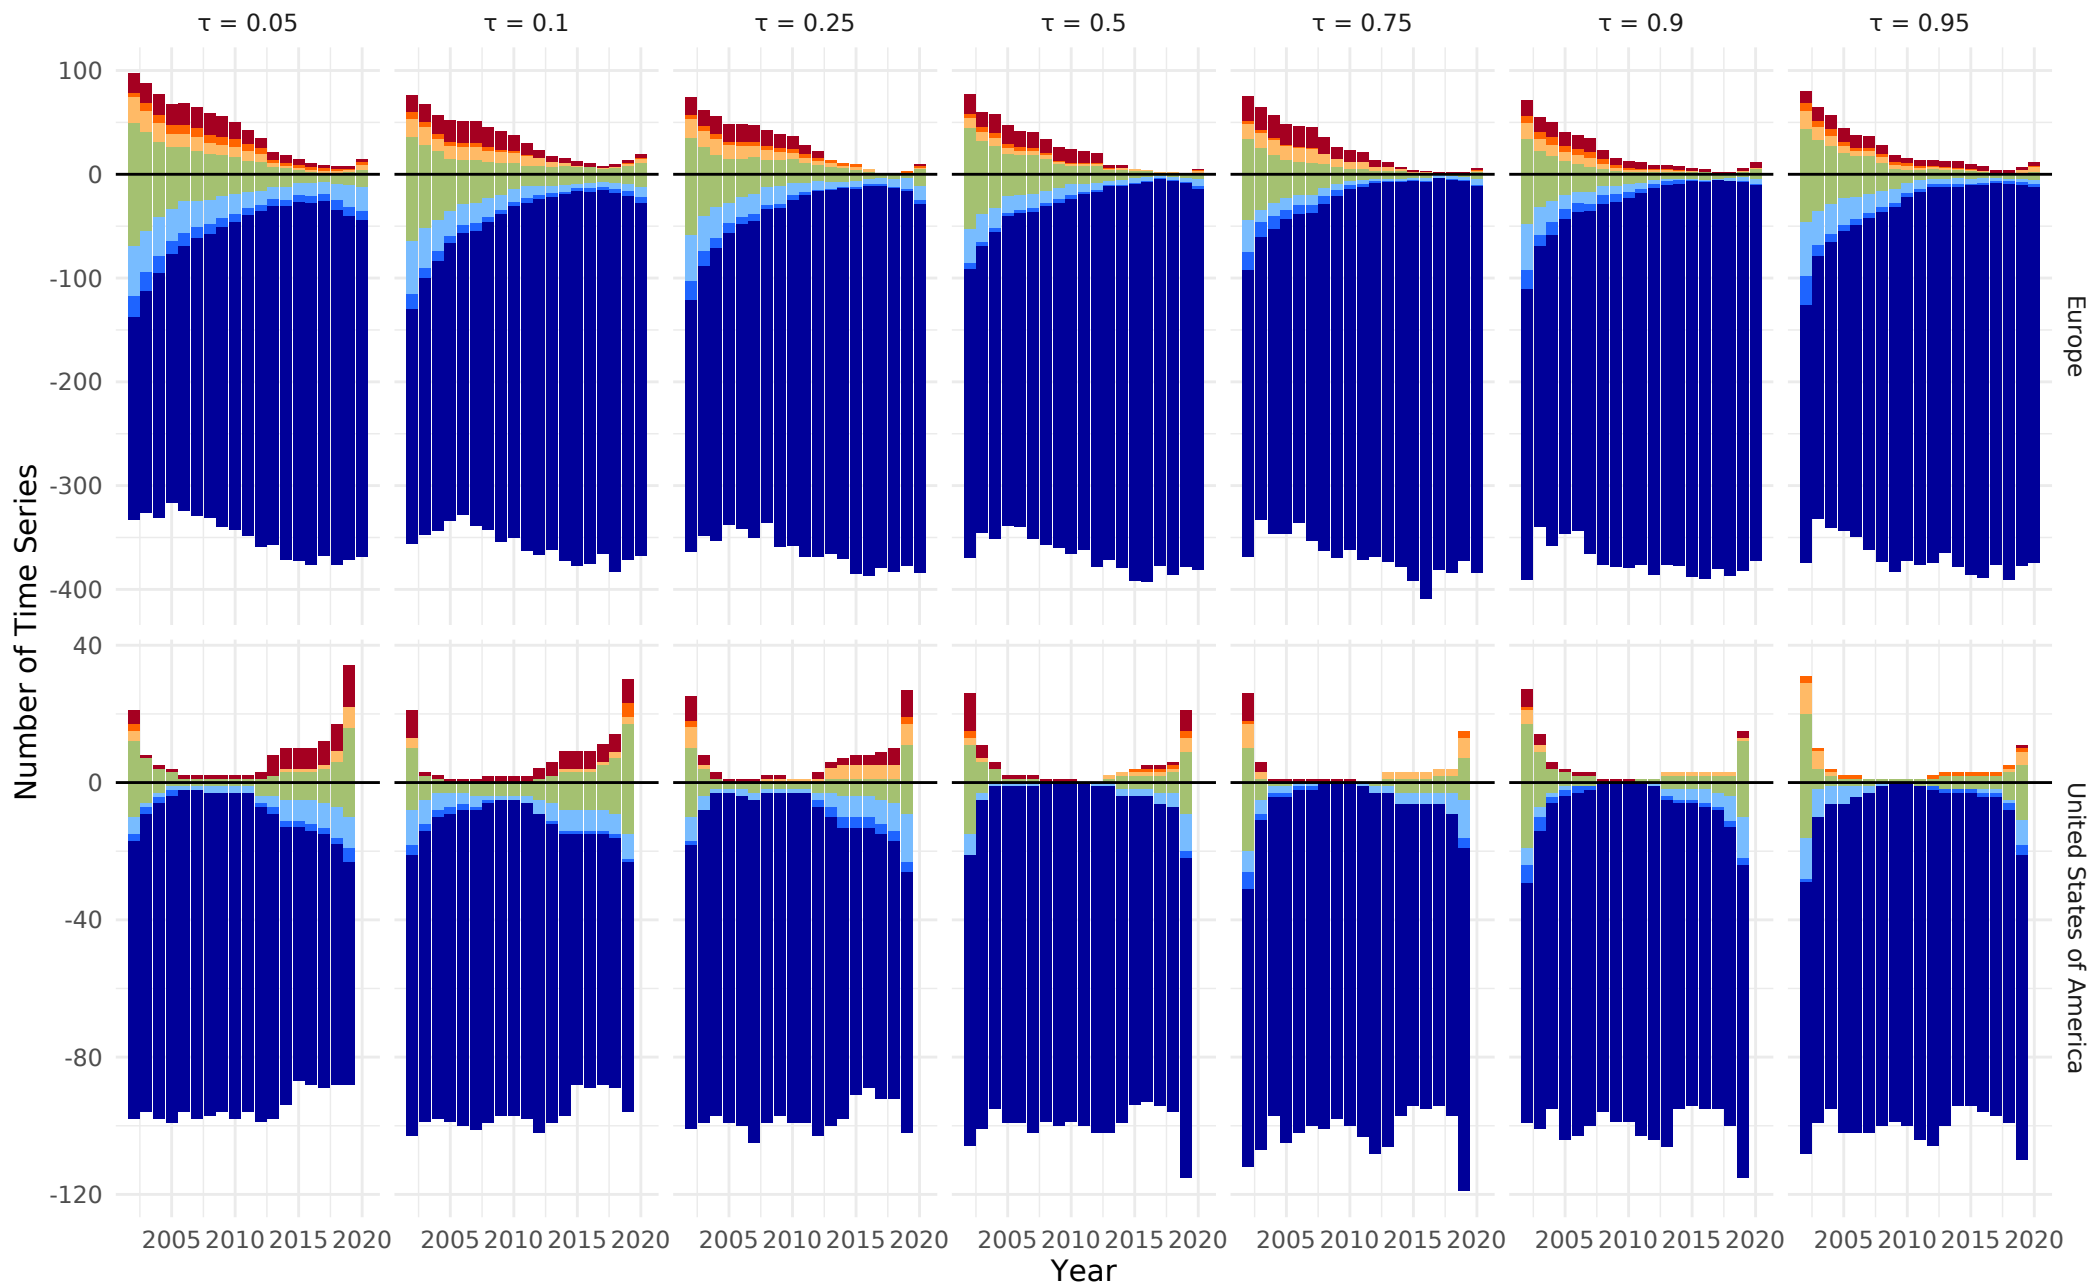 τ = 0.05 τ = 0.1 τ = 0.25 τ = 0.5 τ = 0.75 τ = 0.9 τ = 0.95
100
0
-100
-200
-300
-400
Europe
40
0
-40
-80
-120
United States of America
Number of Time Series
2005 2010 2015 2020 2005 2010 2015 2020 2005 2010 2015 2020 2005 2010 2015 2020 2005 2010 2015 2020 2005 2010 2015 2020 2005 2010 2015 2020
Year